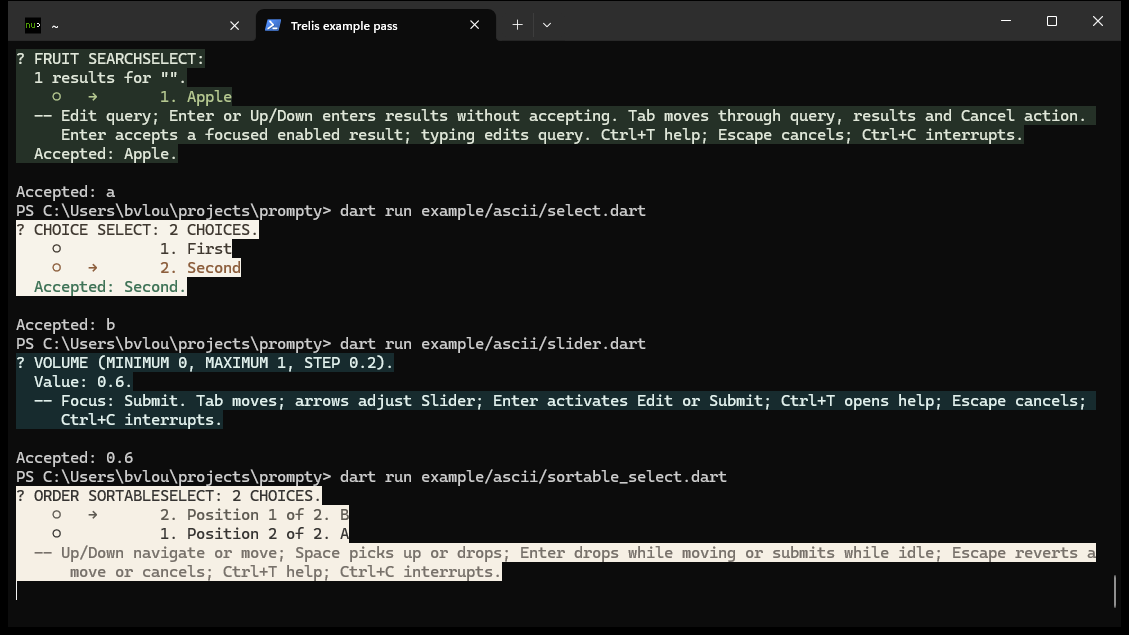 nu> ~
Trelis example pass
? FRUIT SEARCHSELECT:
1 results for "".
○ → 1. Apple
-- Edit query; Enter or Up/Down enters results without accepting. Tab moves through query, results and Cancel action.
Enter accepts a focused enabled result; typing edits query. Ctrl+T help; Escape cancels; Ctrl+C interrupts.
Accepted: Apple.
Accepted: a
PS C:\Users\bvlou\projects\prompty> dart run example/ascii/select.dart
? CHOICE SELECT: 2 CHOICES.
○ 1. First
○ → 2. Second
Accepted: Second.
Accepted: b
PS C:\Users\bvlou\projects\prompty> dart run example/ascii/slider.dart
? VOLUME (MINIMUM 0, MAXIMUM 1, STEP 0.2).
Value: 0.6.
-- Focus: Submit. Tab moves; arrows adjust Slider; Enter activates Edit or Submit; Ctrl+T opens help; Escape cancels;
Ctrl+C interrupts.
Accepted: 0.6
PS C:\Users\bvlou\projects\prompty> dart run example/ascii/sortable_select.dart
? ORDER SORTABLESELECT: 2 CHOICES.
○ → 2. Position 1 of 2. B
○ 1. Position 2 of 2. A
-- Up/Down navigate or move; Space picks up or drops; Enter drops while moving or submits while idle; Escape reverts a
move or cancels; Ctrl+T help; Ctrl+C interrupts.